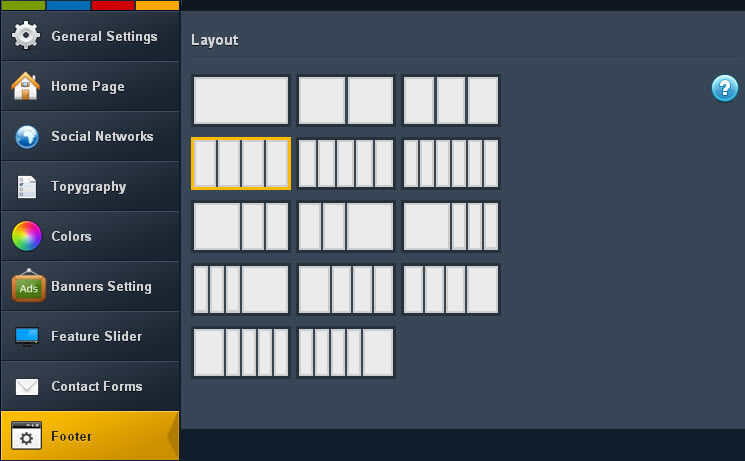 General Settings
Layout
Home Page
?
Social Networks
Topygraphy
Colors
Ads
Banners Setting
Feature Slider
Contact Forms
Footer